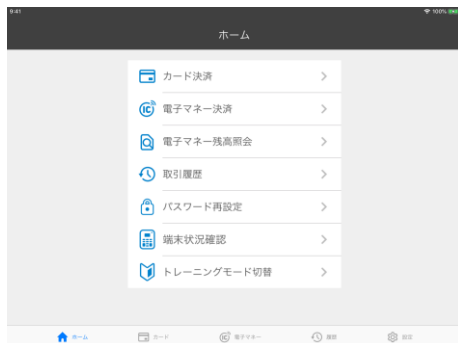 9:41
100%
ホーム
カード決済
電子マネー決済
電子マネー残高照会
取引履歴
パスワード再設定
端末状況確認
トレーニングモード切替
ホーム
カード
電子マネー
履歴
設定